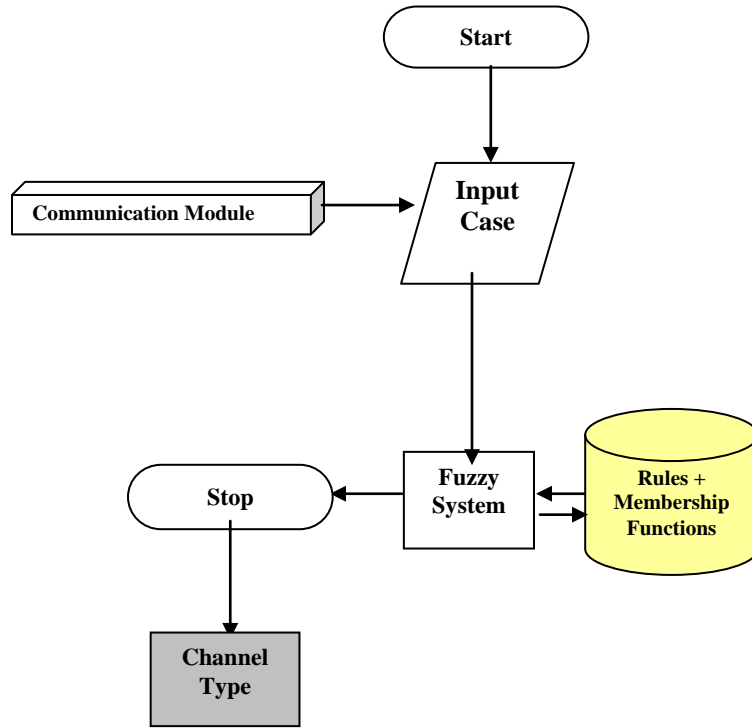 Start
Input
Case
Communication Module
Fuzzy
System
Rules +
Membership
Functions
Stop
Channel
Type